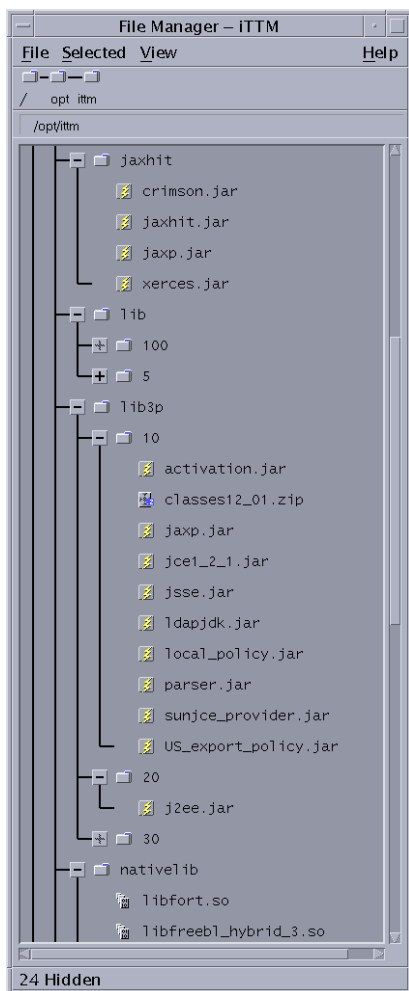 File Manager – iTTM
File Selected View Help
/ opt ittm
/opt/ittm
jaxhit
crimson.jar
jaxhit.jar
jaxp.jar
xerces.jar
lib
100
5
lib3p
10
activation.jar
classes12_01.zip
jaxp.jar
jce1_2_1.jar
jsse.jar
ldapjdk.jar
local_policy.jar
parser.jar
sunjce_provider.jar
US_export_policy.jar
20
j2ee.jar
30
nativelib
libfort.so
libfreebl_hybrid_3.so
24 Hidden